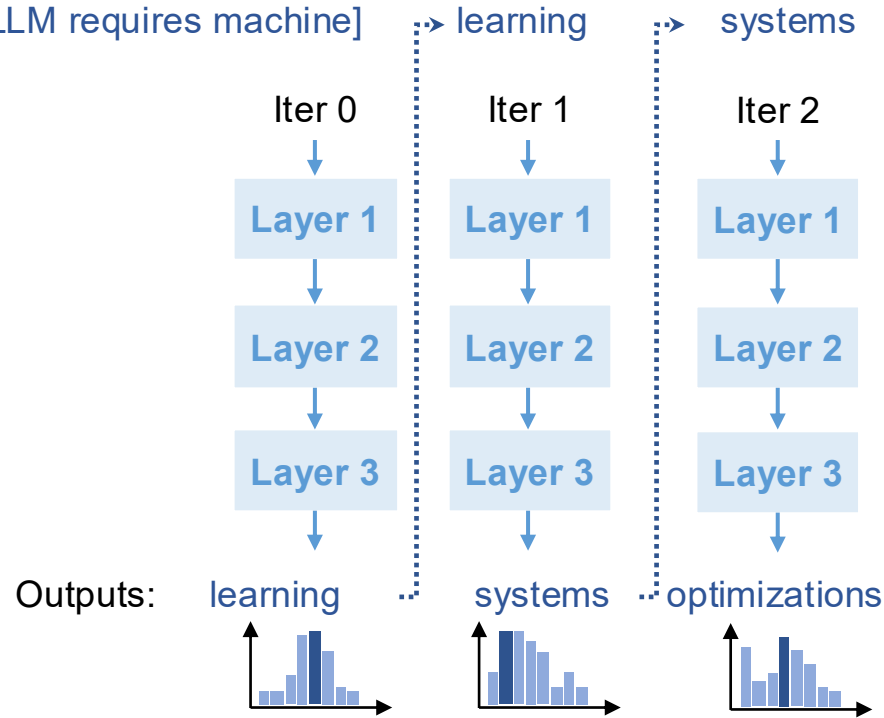 LLM requires machine] learning systems
Iter 0 Iter 1 Iter 2
Layer 1 Layer 1 Layer 1
Layer 2 Layer 2 Layer 2
Layer 3 Layer 3 Layer 3
Outputs: learning systems optimizations